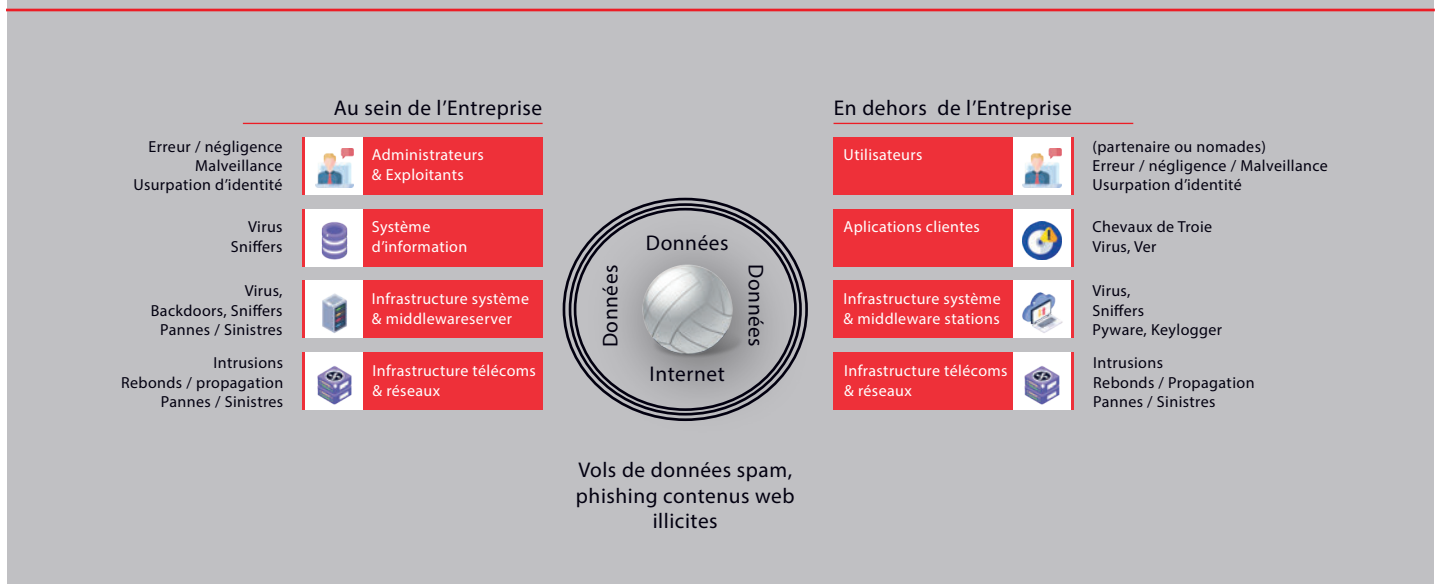 Au sein de l'Entreprise
Erreur / négligence
Malveillance
Usurpation d'identité
Administrateurs
& Exploitants
Virus
Sniffers
Système
d'information
Virus,
Backdoors, Sniffers
Pannes / Sinistres
Infrastructure système
& middlewareserver
Intrusions
Rebonds / propagation
Pannes / Sinistres
Infrastructure télécoms
& réseaux
Données
Données
Données
Internet
Vols de données spam,
phishing contenus web
illicites
En dehors de l'Entreprise
Utilisateurs
(partenaire ou nomades)
Erreur / négligence / Malveillance
Usurpation d'identité
Aplications clientes
Chevaux de Troie
Virus, Ver
Infrastructure système
& middleware stations
Virus,
Sniffers
Pyware, Keylogger
Infrastructure télécoms
& réseaux
Intrusions
Rebonds / Propagation
Pannes / Sinistres